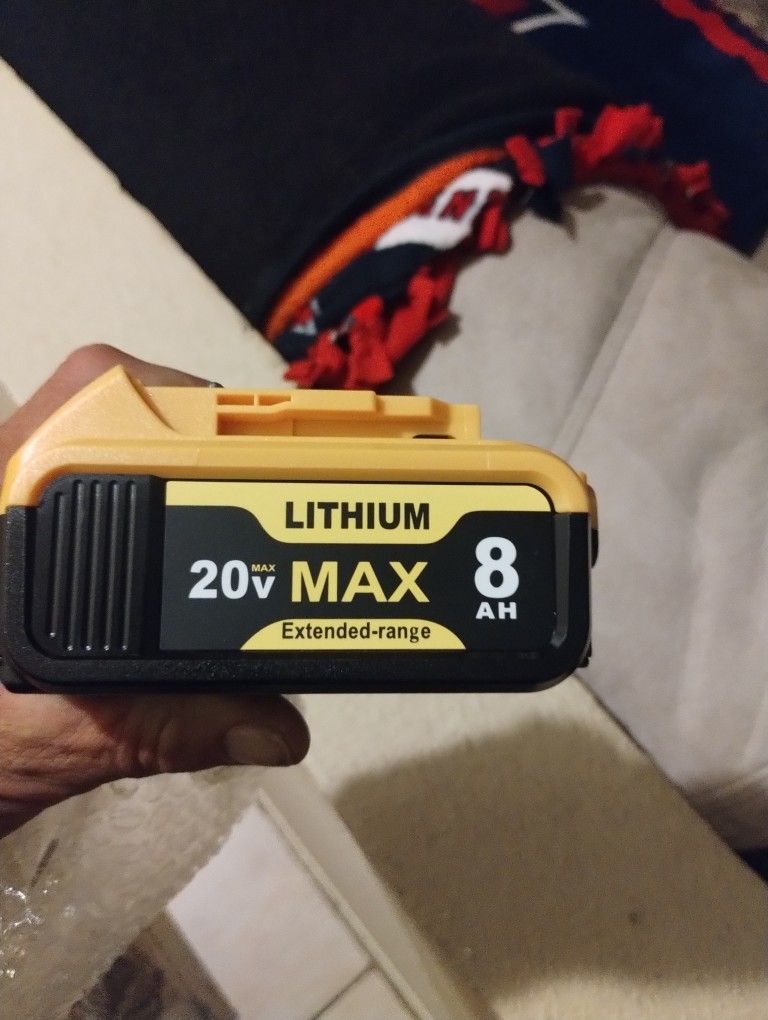 LITHIUM
20V MAX MAX 8 AH
Extended-range